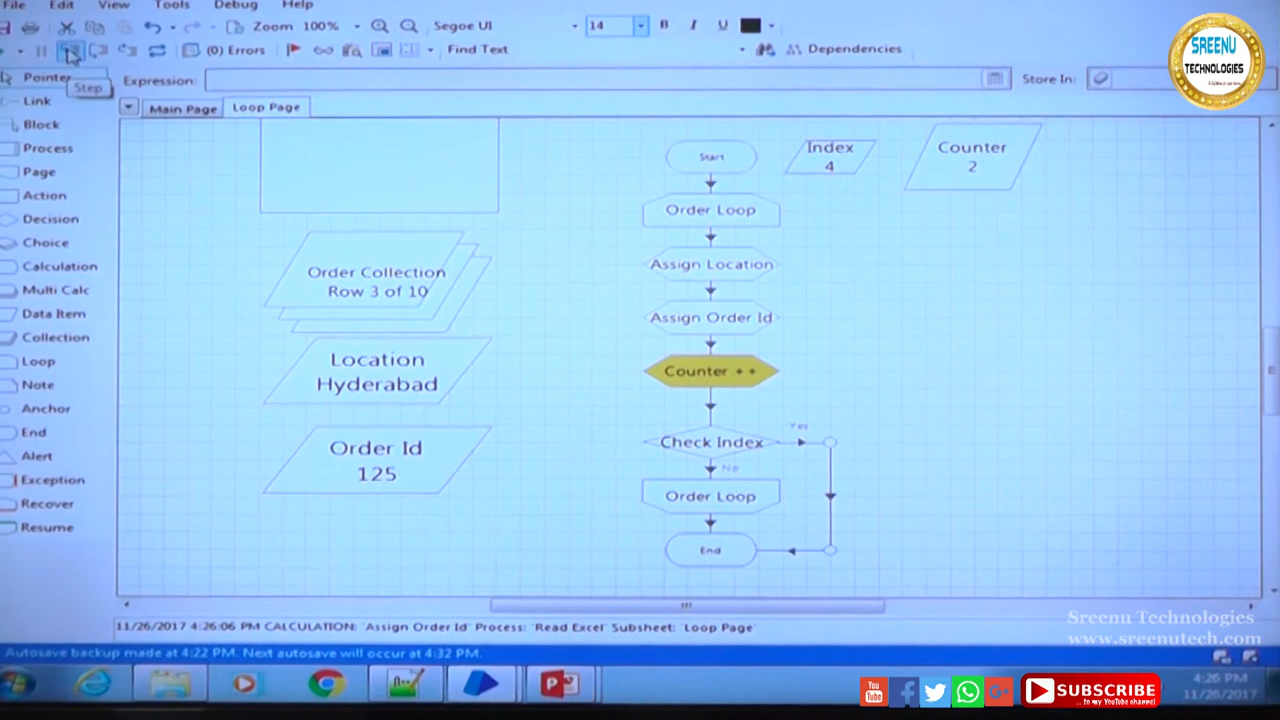 File Edit View Tools Debug Help
Zoom 100% Segoe UI 14 B I U
(0) Errors Find Text Dependencies
Pointer Step Expression: Store In:
Link Main Page Loop Page
Block
Process
Page
Action
Decision
Choice
Calculation
Multi Calc
Data Item
Collection
Loop
Note
Anchor
End
Alert
Exception
Recover
Resume
Order Collection
Row 3 of 10
Location
Hyderabad
Order Id
125
Start
Order Loop
Assign Location
Assign Order Id
Counter ++
Check Index Yes
No
Order Loop
End
Index
4
Counter
2
SREENU
TECHNOLOGIES
11/26/2017 4:26:06 PM CALCULATION: 'Assign Order Id' Process: 'Read Excel' Subsheet: 'Loop Page'
Sreenu Technologies
www.sreenutech.com
Autosave backup made at 4:22 PM. Next autosave will occur at 4:32 PM.
4:26 PM
11/26/2017
You Tube
SUBSCRIBE
... to my YouTube channel